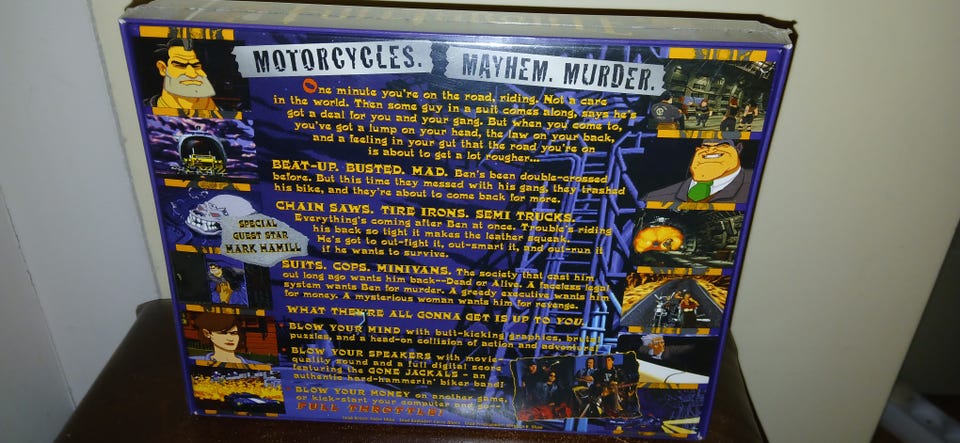 MOTORCYCLES. MAYHEM. MURDER.
One minute you're on the road, riding. Not a care
in the world. Then some guy in a suit comes along, says he's
got a deal for you and your gang. But when you come to,
you've got a lump on your head, the law on your back,
and a feeling in your gut that the road you're on
is about to get a lot rougher...
BEAT-UP. BUSTED. MAD. Ben's been double-crossed
before. But this time they messed with his gang, they trashed
his bike, and they're about to come back for more.
CHAIN SAWS. TIRE IRONS. SEMI TRUCKS.
Everything's coming after Ben at once. Trouble's riding
his back so tight it makes the leather squeak.
He's got to out-fight it, out-smart it, and out-run it
if he wants to survive.
SPECIAL
GUEST STAR
MARK HAMILL
SUITS. COPS. MINIVANS. The society that cast him
out long ago wants him back--Dead or Alive. A faceless legal
system wants Ben for murder. A greedy executive wants him
for money. A mysterious woman wants him for revenge.
WHAT THEY'RE ALL GONNA GET IS UP TO YOU.
BLOW YOUR MIND with butt-kicking graphics, brutal
puzzles, and a head-on collision of action and adventure!
BLOW YOUR SPEAKERS with movie-
quality sound and a full digital score
featuring the GONE JACKALS - an
authentic hard-hammerin' biker band!
BLOW YOUR MONEY on another game,
or kick-start your computer and go--
FULL THROTTLE!